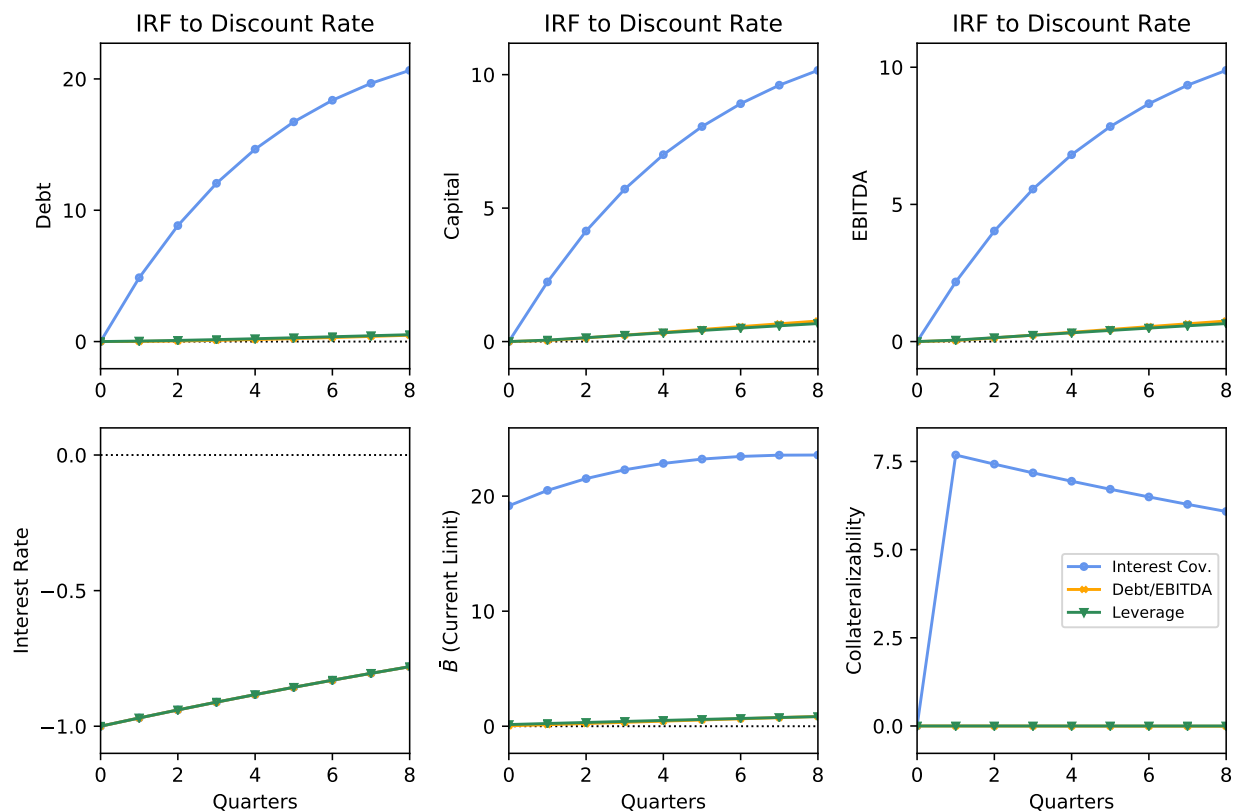 IRF to Discount Rate
IRF to Discount Rate
IRF to Discount Rate
20
10
0
Debt
0 2 4 6 8
10
5
0
Capital
0 2 4 6 8
10
5
0
EBITDA
0 2 4 6 8
0.0
−0.5
−1.0
Interest Rate
0 2 4 6 8
Quarters
20
10
0
B̄ (Current Limit)
0 2 4 6 8
Quarters
7.5
5.0
2.5
0.0
Collateralizability
Interest Cov.
Debt/EBITDA
Leverage
0 2 4 6 8
Quarters